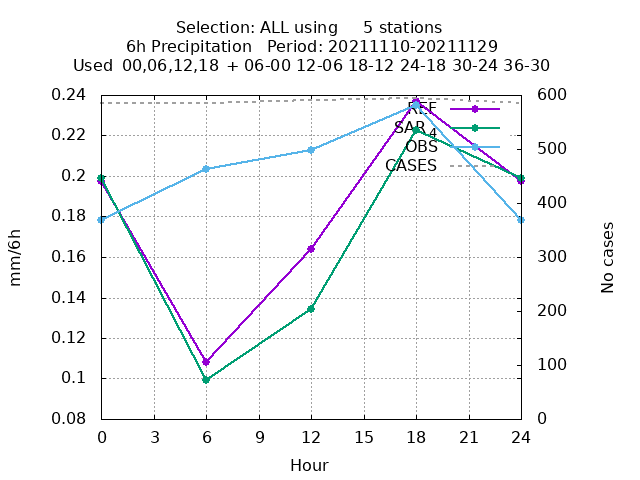 Selection: ALL using     5 stations
6h Precipitation   Period: 20211110-20211129
Used  00,06,12,18 + 06-00 12-06 18-12 24-18 30-24 36-30
0.24
0.22
0.2
0.18
0.16
0.14
0.12
0.1
0.08
mm/6h
600
500
400
300
200
100
0
No cases
REF
SAR4
OBS
CASES
0 3 6 9 12 15 18 21 24
Hour